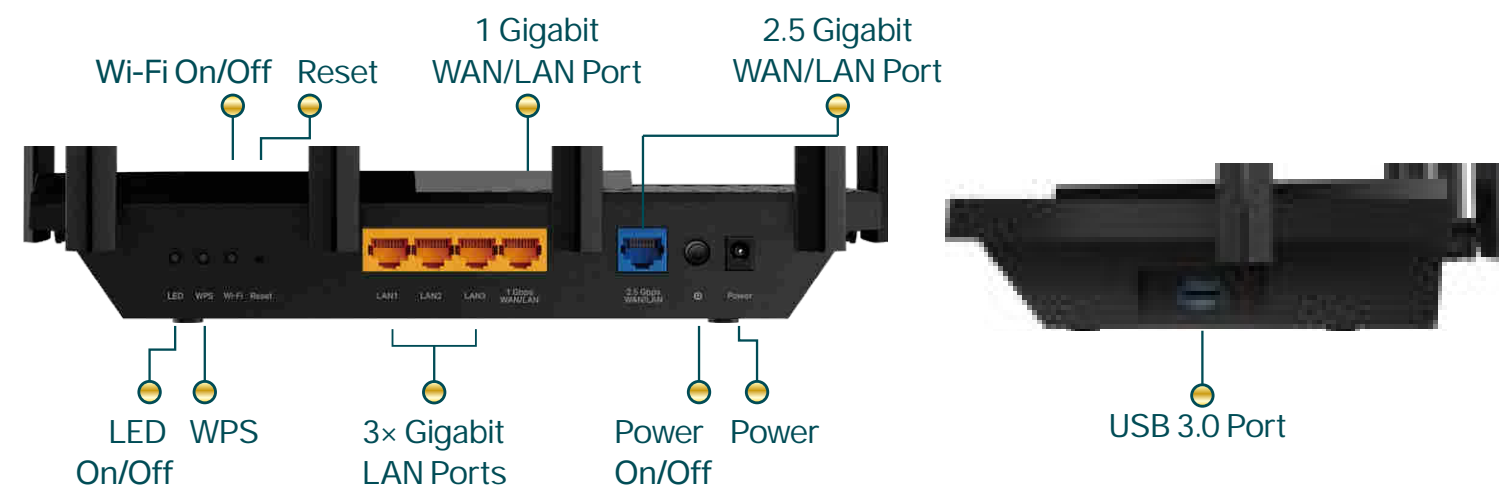 1 Gigabit
WAN/LAN Port
2.5 Gigabit
WAN/LAN Port
Wi-Fi On/Off
Reset
LED
WPS
Wi-Fi
Reset
LAN1
LAN2
LAN3
1 Gbps
WAN/LAN
2.5 Gbps
WAN/LAN
Power
LED
On/Off
WPS
3× Gigabit
LAN Ports
Power
On/Off
Power
USB 3.0 Port